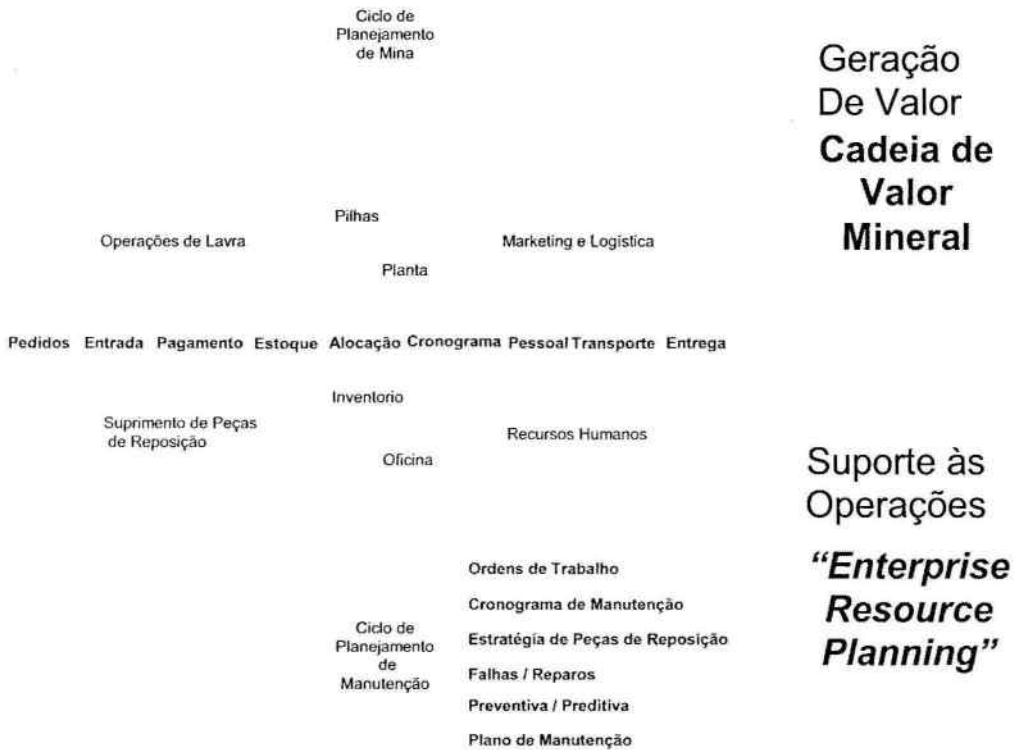 Ciclo de
Planejamento
de Mina
Geração
De Valor
Cadeia de
Valor
Mineral
Pilhas
Operações de Lavra
Marketing e Logística
Planta
Pedidos Entrada Pagamento Estoque Alocação Cronograma Pessoal Transporte Entrega
Inventorio
Suprimento de Peças
de Reposição
Recursos Humanos
Oficina
Suporte às
Operações
“Enterprise
Resource
Planning”
Ordens de Trabalho
Cronograma de Manutenção
Estratégia de Peças de Reposição
Falhas / Reparos
Preventiva / Preditiva
Plano de Manutenção
Ciclo de
Planejamento
de
Manutenção